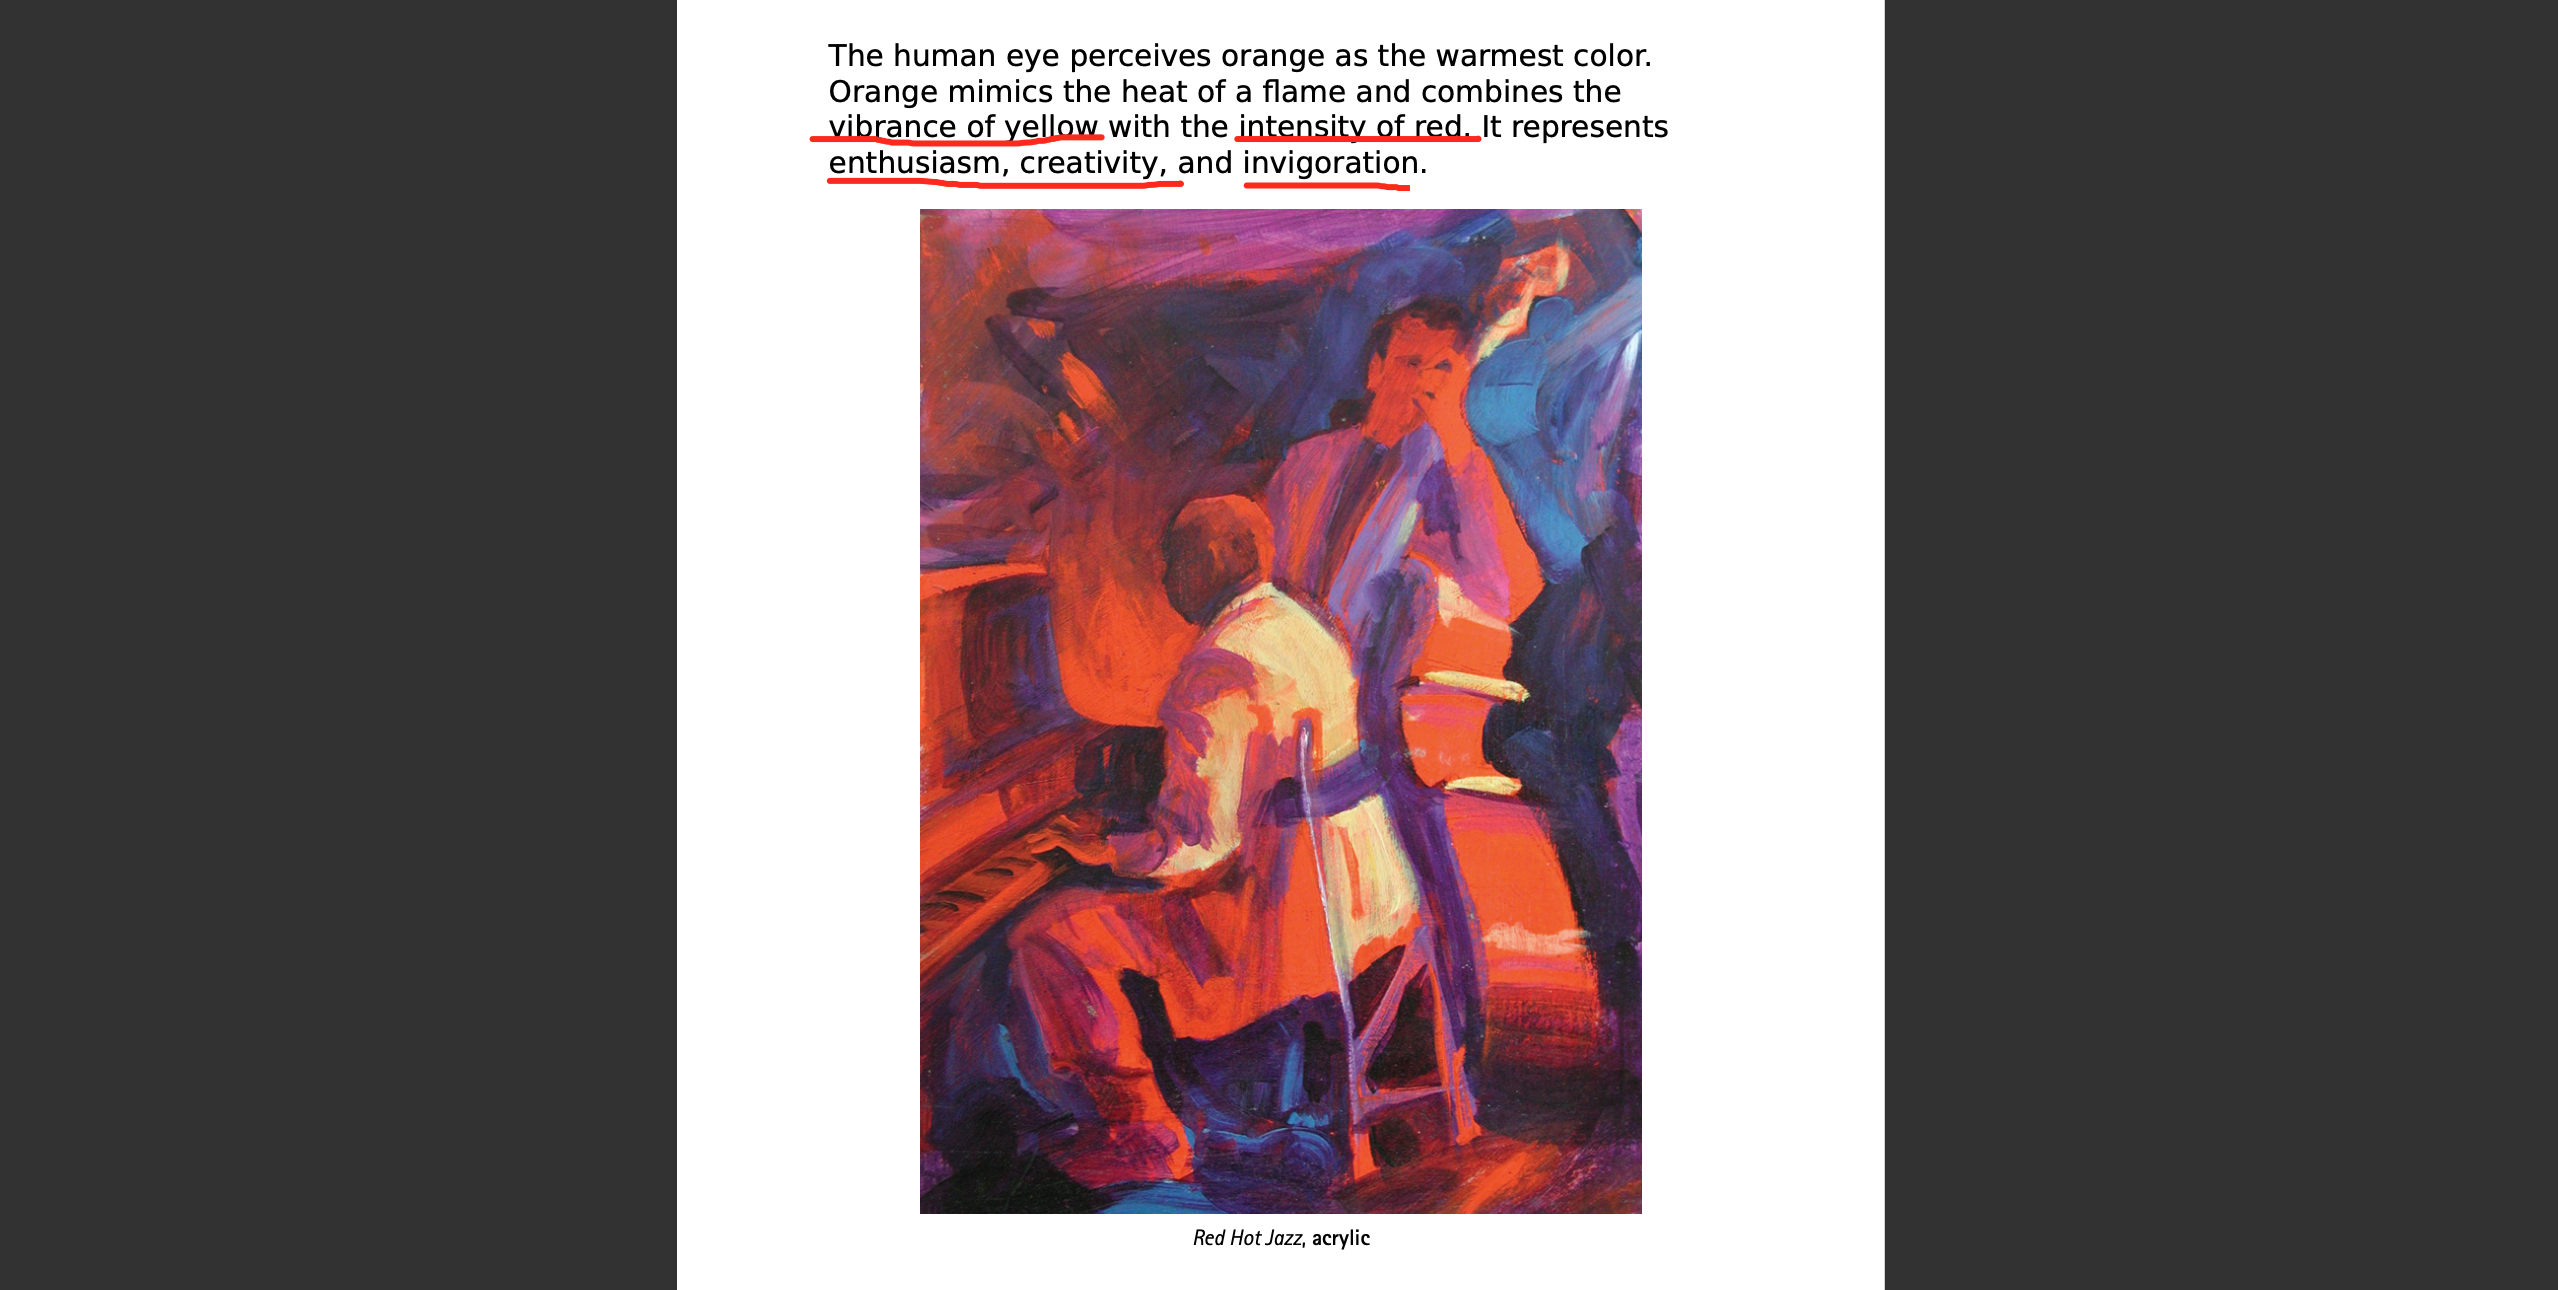 The human eye perceives orange as the warmest color.
Orange mimics the heat of a flame and combines the
vibrance of yellow with the intensity of red. It represents
enthusiasm, creativity, and invigoration.
Red Hot Jazz, acrylic